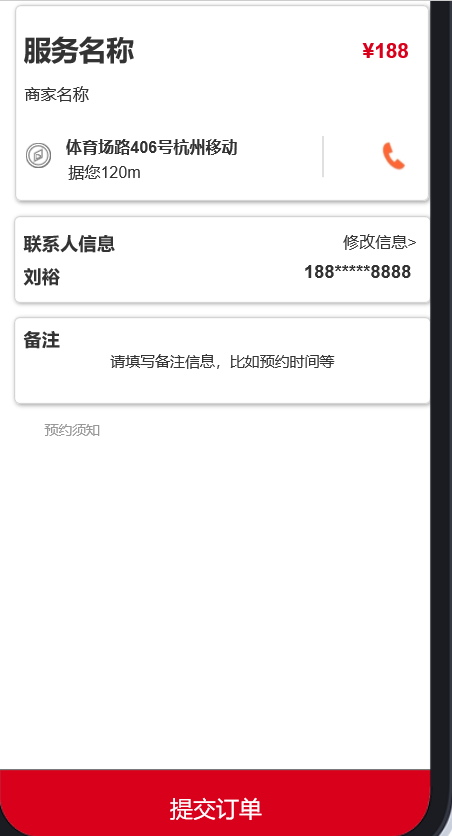 服务名称 ¥188
商家名称
体育场路406号杭州移动
据您120m
联系人信息 修改信息>
刘裕 188*****8888
备注
请填写备注信息，比如预约时间等
预约须知
提交订单